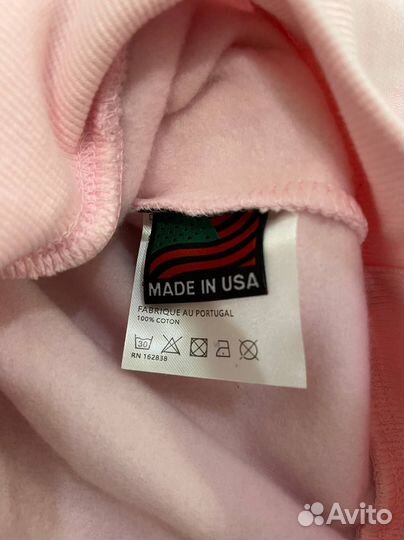 MADE IN USA
FABRIQUE AU PORTUGAL
100% COTON
30
RN 162838
Avito